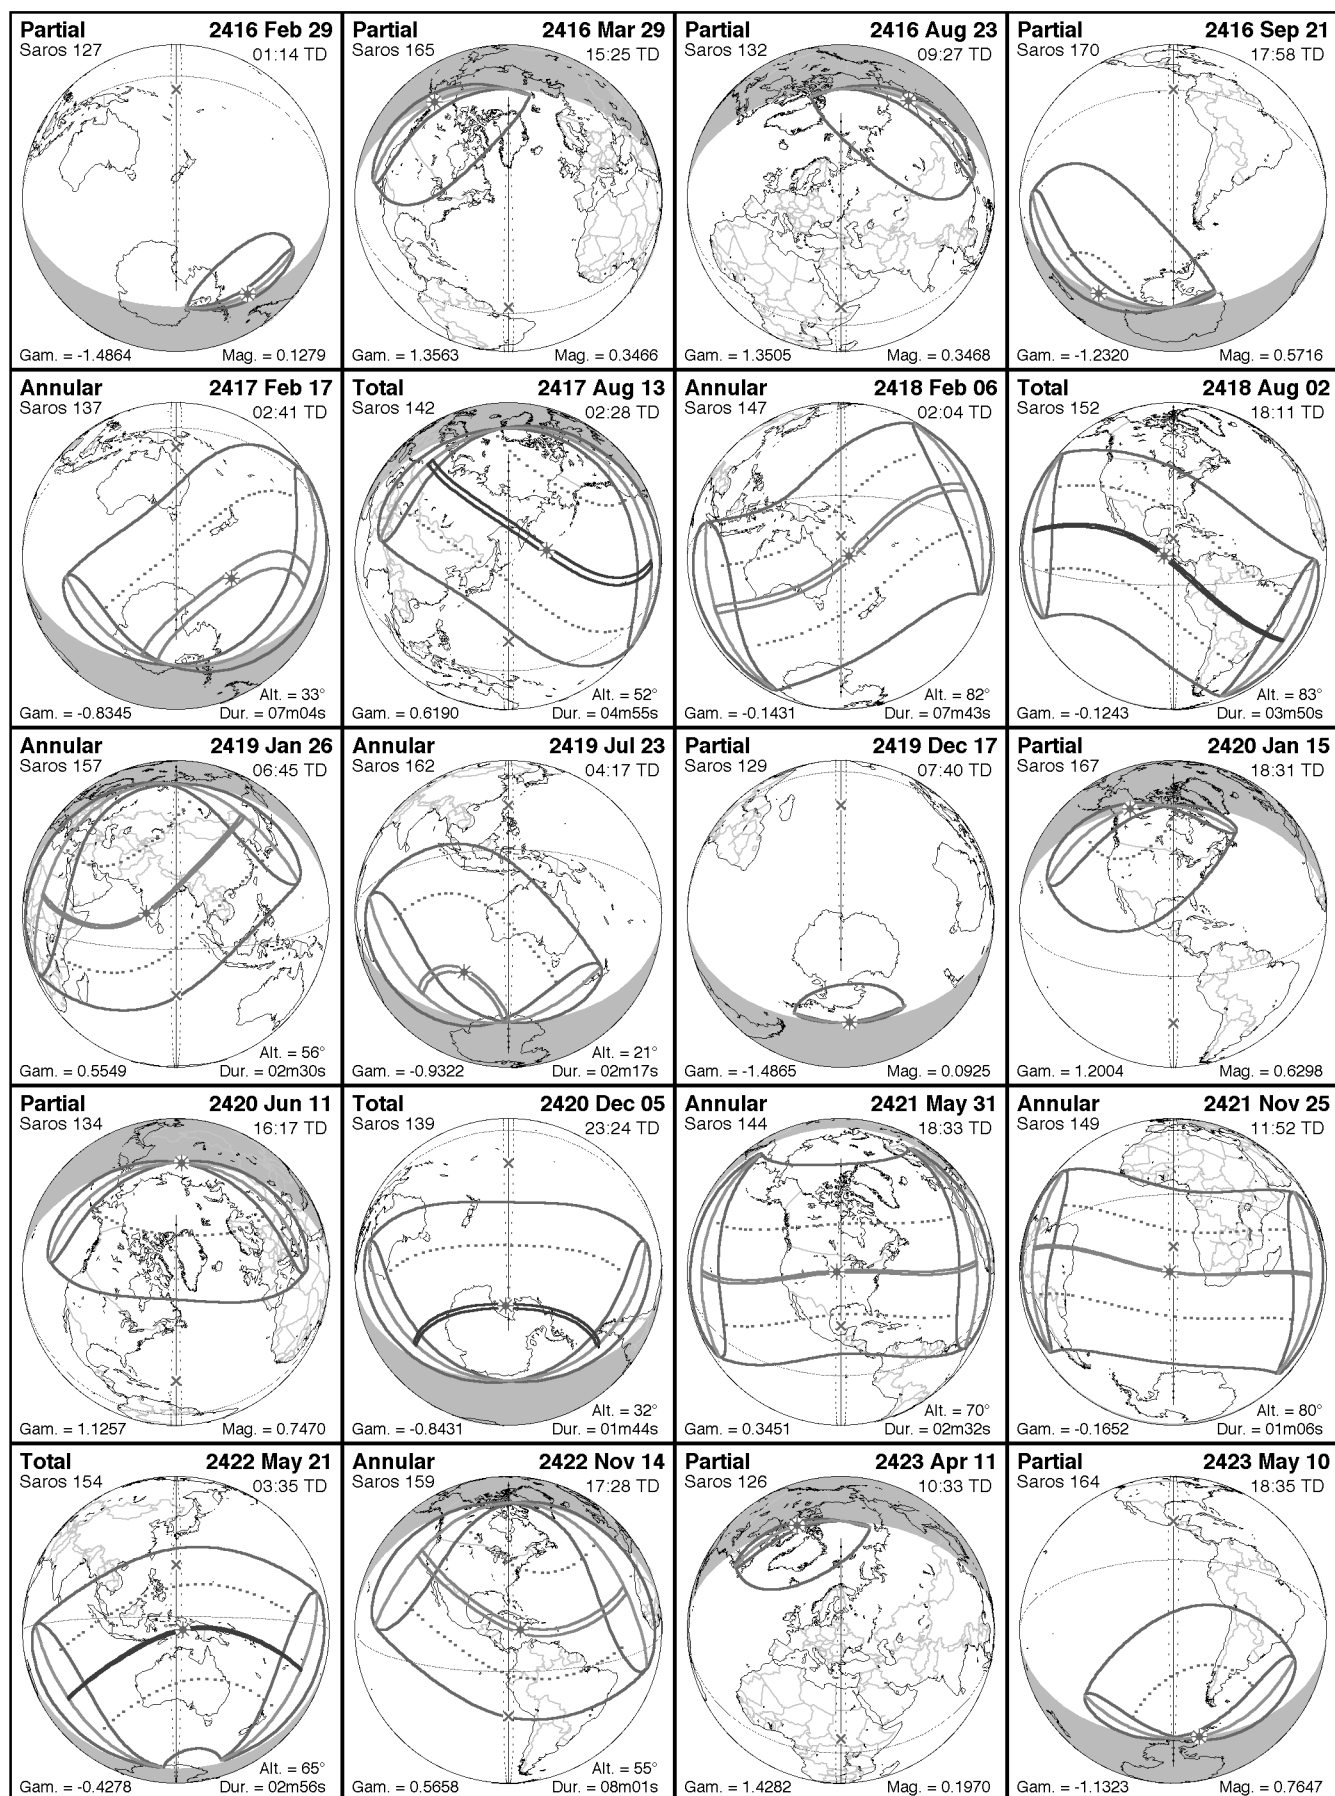 Partial 2416 Feb 29
Saros 127 01:14 TD
Gam. = -1.4864 Mag. = 0.1279
Partial 2416 Mar 29
Saros 165 15:25 TD
Gam. = 1.3563 Mag. = 0.3466
Partial 2416 Aug 23
Saros 132 09:27 TD
Gam. = 1.3505 Mag. = 0.3468
Partial 2416 Sep 21
Saros 170 17:58 TD
Gam. = -1.2320 Mag. = 0.5716
Annular 2417 Feb 17
Saros 137 02:41 TD
Alt. = 33°
Gam. = -0.8345 Dur. = 07m04s
Total 2417 Aug 13
Saros 142 02:28 TD
Alt. = 52°
Gam. = 0.6190 Dur. = 04m55s
Annular 2418 Feb 06
Saros 147 02:04 TD
Alt. = 82°
Gam. = -0.1431 Dur. = 07m43s
Total 2418 Aug 02
Saros 152 18:11 TD
Alt. = 83°
Gam. = -0.1243 Dur. = 03m50s
Annular 2419 Jan 26
Saros 157 06:45 TD
Alt. = 56°
Gam. = 0.5549 Dur. = 02m30s
Annular 2419 Jul 23
Saros 162 04:17 TD
Alt. = 21°
Gam. = -0.9322 Dur. = 02m17s
Partial 2419 Dec 17
Saros 129 07:40 TD
Gam. = -1.4865 Mag. = 0.0925
Partial 2420 Jan 15
Saros 167 18:31 TD
Gam. = 1.2004 Mag. = 0.6298
Partial 2420 Jun 11
Saros 134 16:17 TD
Gam. = 1.1257 Mag. = 0.7470
Total 2420 Dec 05
Saros 139 23:24 TD
Alt. = 32°
Gam. = -0.8431 Dur. = 01m44s
Annular 2421 May 31
Saros 144 18:33 TD
Alt. = 70°
Gam. = 0.3451 Dur. = 02m32s
Annular 2421 Nov 25
Saros 149 11:52 TD
Alt. = 80°
Gam. = -0.1652 Dur. = 01m06s
Total 2422 May 21
Saros 154 03:35 TD
Alt. = 65°
Gam. = -0.4278 Dur. = 02m56s
Annular 2422 Nov 14
Saros 159 17:28 TD
Alt. = 55°
Gam. = 0.5658 Dur. = 08m01s
Partial 2423 Apr 11
Saros 126 10:33 TD
Gam. = 1.4282 Mag. = 0.1970
Partial 2423 May 10
Saros 164 18:35 TD
Gam. = -1.1323 Mag. = 0.7647